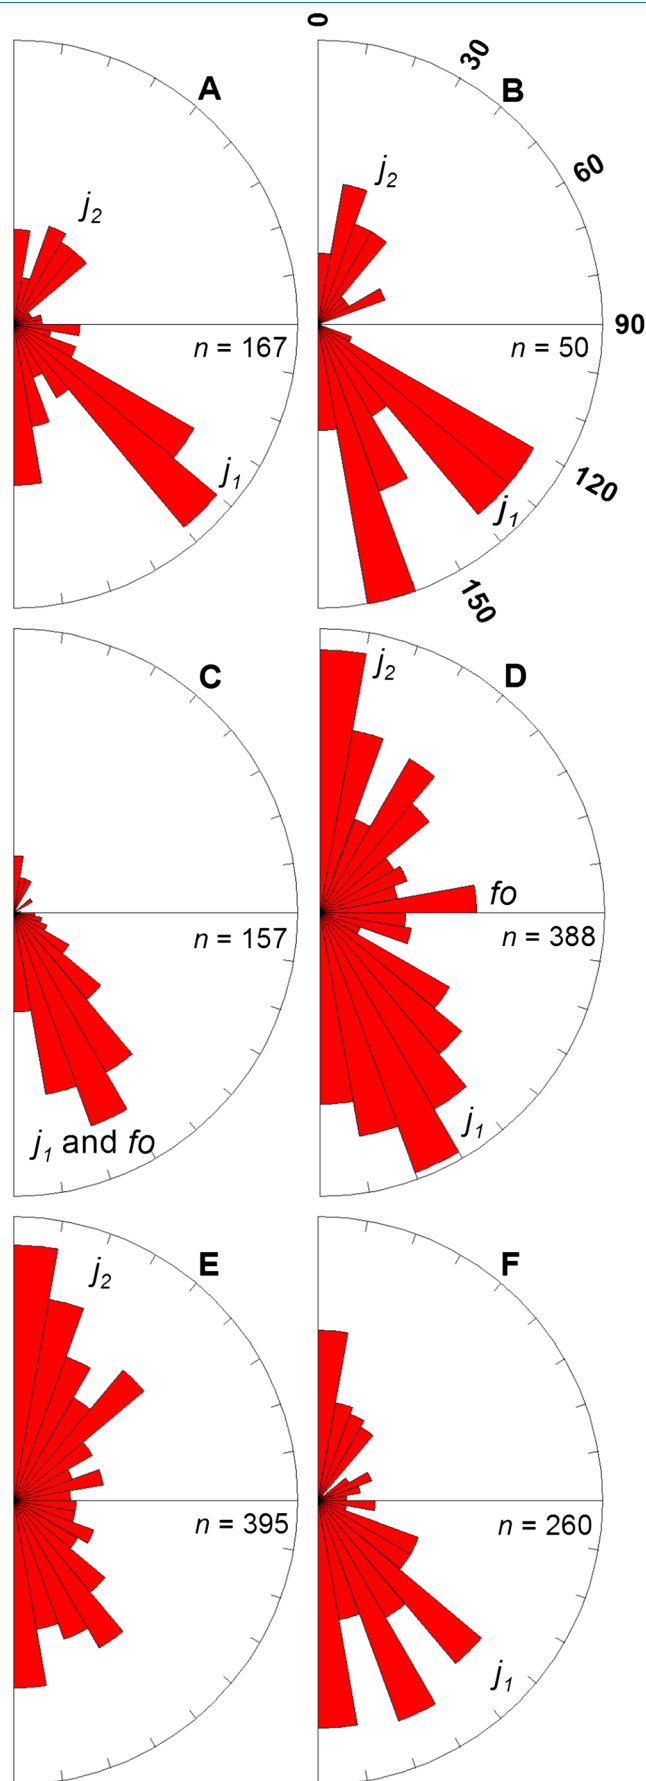 0
30
A
B
60
j2
j2
90
n = 167
n = 50
j1
j1
120
150
C
D
j2
fo
n = 157
n = 388
j1 and fo
j1
E
F
j2
n = 395
n = 260
j1